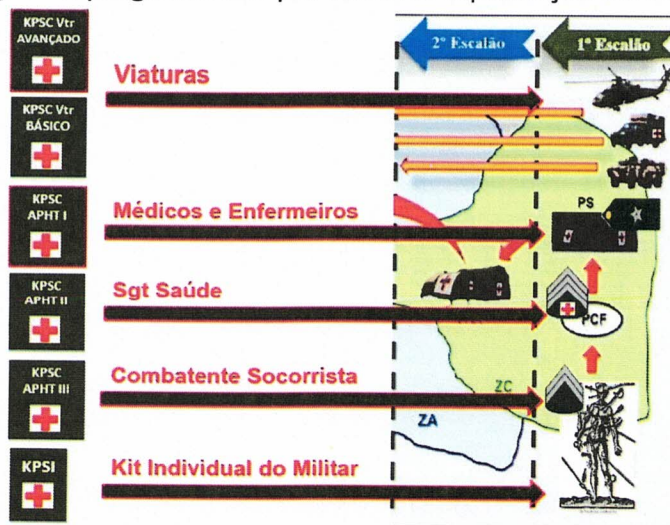 KPSC Vtr
AVANÇADO
2º Escalão
1º Escalão
Viaturas
KPSC Vtr
BÁSICO
KPSC
APHT I
Médicos e Enfermeiros
PS
KPSC
APHT II
Sgt Saúde
PCF
KPSC
APHT III
Combatente Socorrista
ZC
ZA
KPSI
Kit Individual do Militar